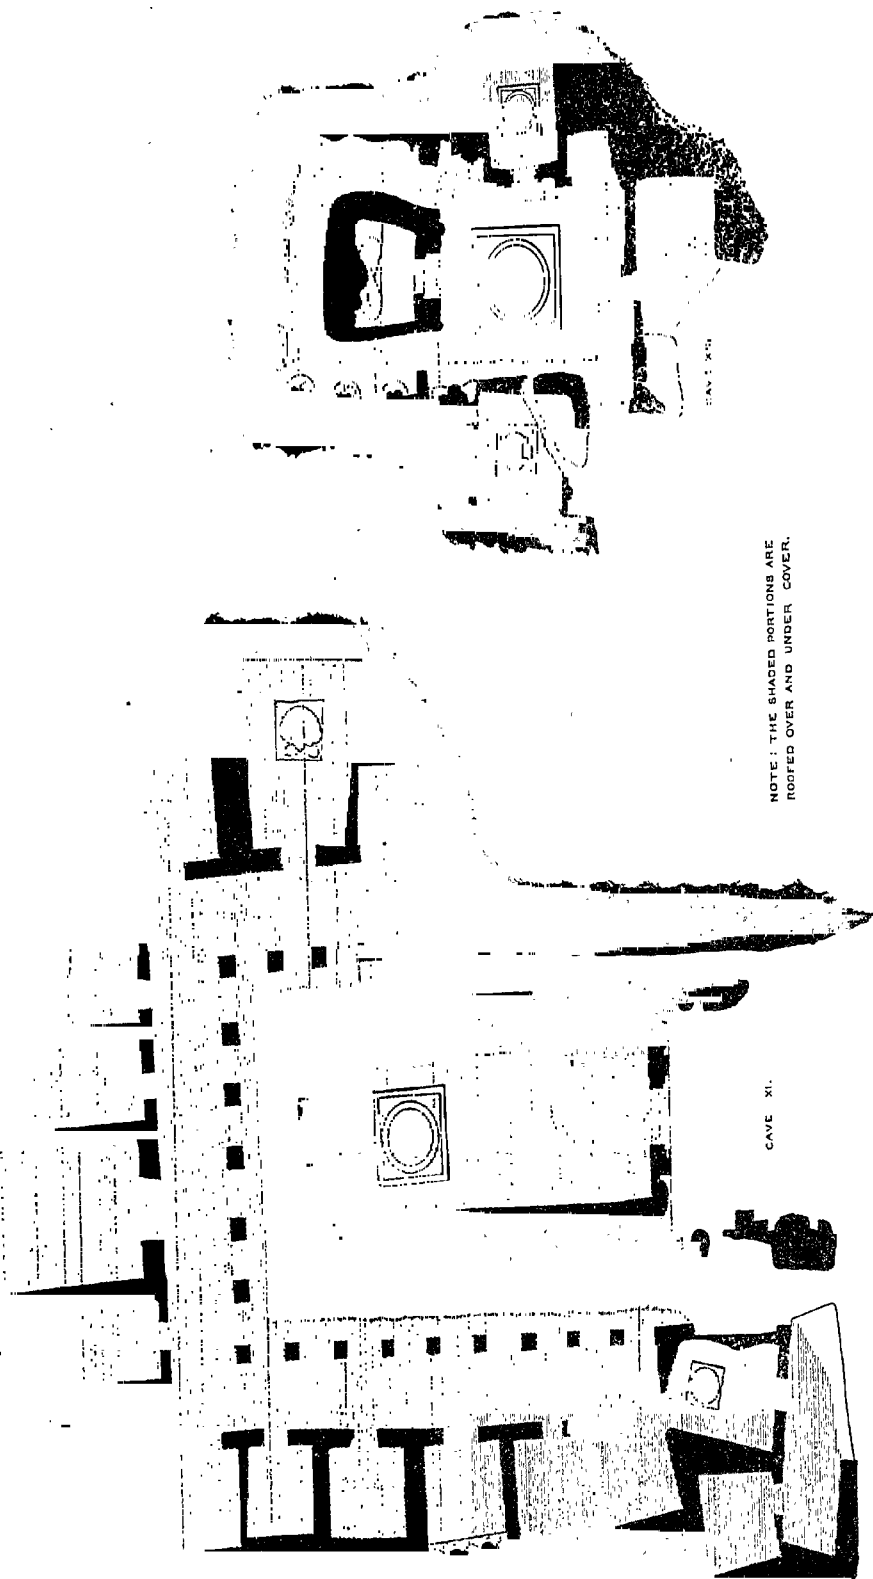 NOTE: THE SHADED PORTIONS ARE
ROOFED OVER AND UNDER COVER.
CAVE XI.